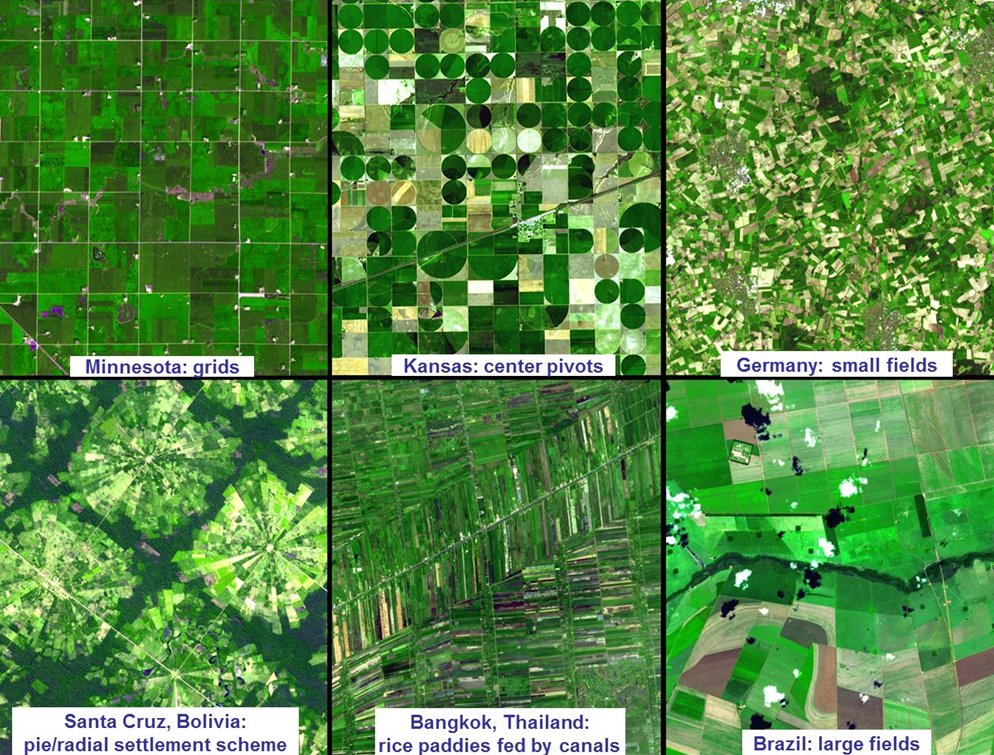 Minnesota: grids
Kansas: center pivots
Germany: small fields
Santa Cruz, Bolivia:
pie/radial settlement scheme
Bangkok, Thailand:
rice paddies fed by canals
Brazil: large fields